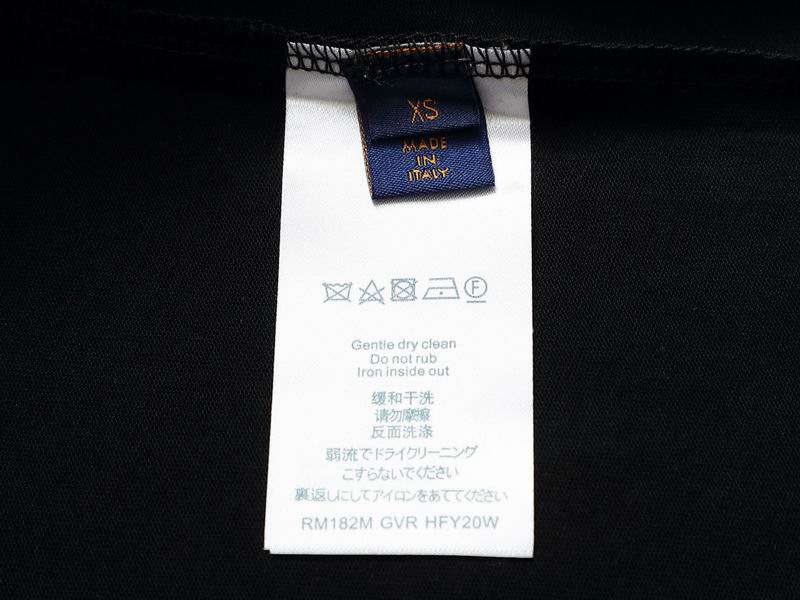 XS
MADE
IN
ITALY
F
Gentle dry clean
Do not rub
Iron inside out
缓和干洗
请勿摩擦
反面洗涤
弱流でドライクリーニング
こすらないでください
裏返しにしてアイロンをあててください
RM182M GVR HFY20W